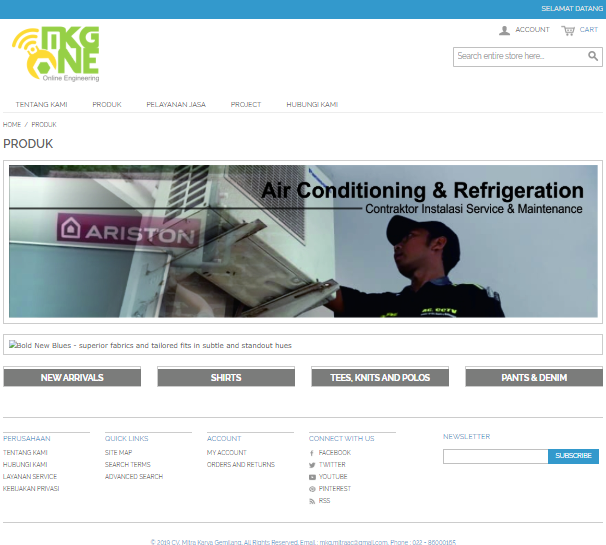 SELAMAT DATANG
MKG
ONE
Online Engineering
ACCOUNT
CART
Search entire store here...
TENTANG KAMI
PRODUK
PELAYANAN JASA
PROJECT
HUBUNGI KAMI
HOME / PRODUK
PRODUK
Air Conditioning & Refrigeration
Contraktor Instalasi Service & Maintenance
ARISTON
AC, CCTV
Bold New Blues - superior fabrics and tailored fits in subtle and standout hues
NEW ARRIVALS
SHIRTS
TEES, KNITS AND POLOS
PANTS & DENIM
PERUSAHAAN
TENTANG KAMI
HUBUNGI KAMI
LAYANAN SERVICE
KEBIJAKAN PRIVASI
QUICK LINKS
SITE MAP
SEARCH TERMS
ADVANCED SEARCH
ACCOUNT
MY ACCOUNT
ORDERS AND RETURNS
CONNECT WITH US
FACEBOOK
TWITTER
YOUTUBE
PINTEREST
RSS
NEWSLETTER
SUBSCRIBE
© 2019 CV. Mitra Karya Gemilang. All Rights Reserved. Email : mkg.mitraac@gmail.com. Phone : 022 - 86000165